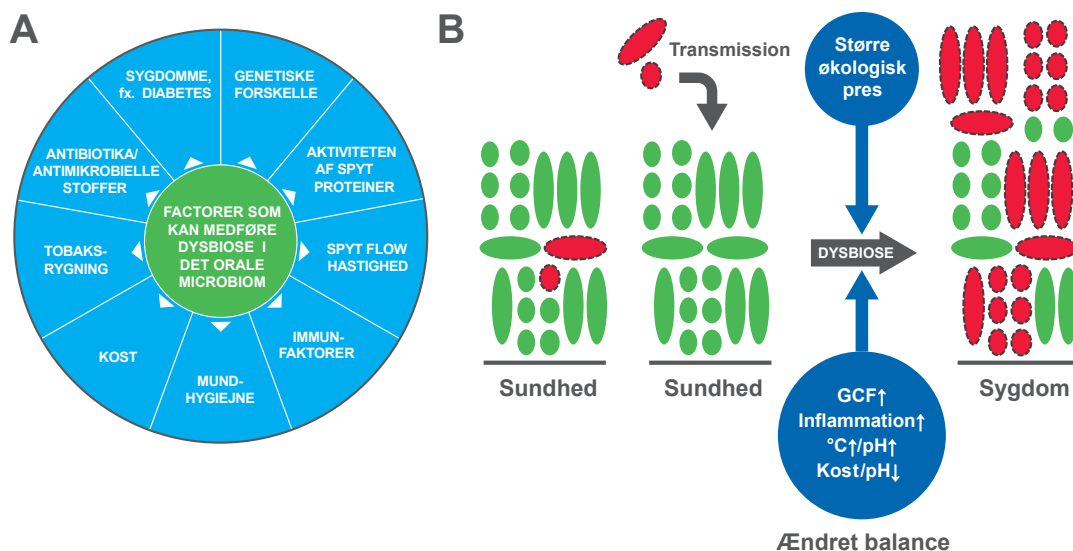 A
SYGDOMME,
fx. DIABETES
GENETISKE
FORSKELLE
AKTIVITETEN
AF SPYT
PROTEINER
SPYT FLOW
HASTIGHED
IMMUN-
FAKTORER
MUND-
HYGIEJNE
KOST
TOBAKS-
RYGNING
ANTIBIOTIKA/
ANTIMIKROBIELLE
STOFFER
FACTORER SOM
KAN MEDFØRE
DYSBIOSE I
DET ORALE
MICROBIOM
B
Transmission
Større
økologisk
pres
DYSBIOSE
Sundhed
Sundhed
Sygdom
GCF↑
Inflammation↑
°C↑/pH↑
Kost/pH↓
Ændret balance